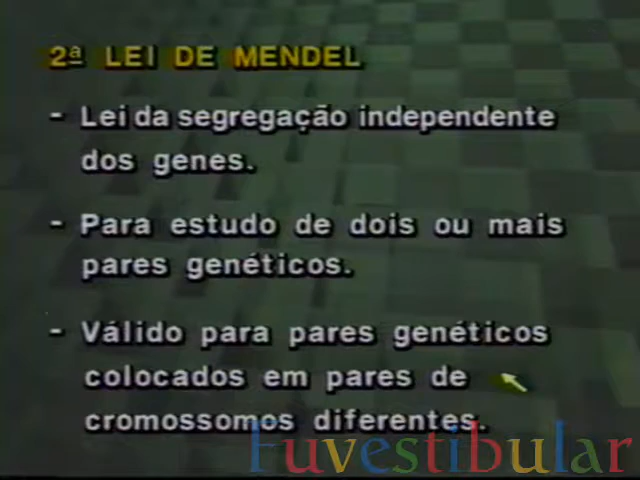 2ª LEI DE MENDEL
- Lei da segregação independente
dos genes.
- Para estudo de dois ou mais
pares genéticos.
- Válido para pares genéticos
colocados em pares de
cromossomos diferentes.
Fuvestibular